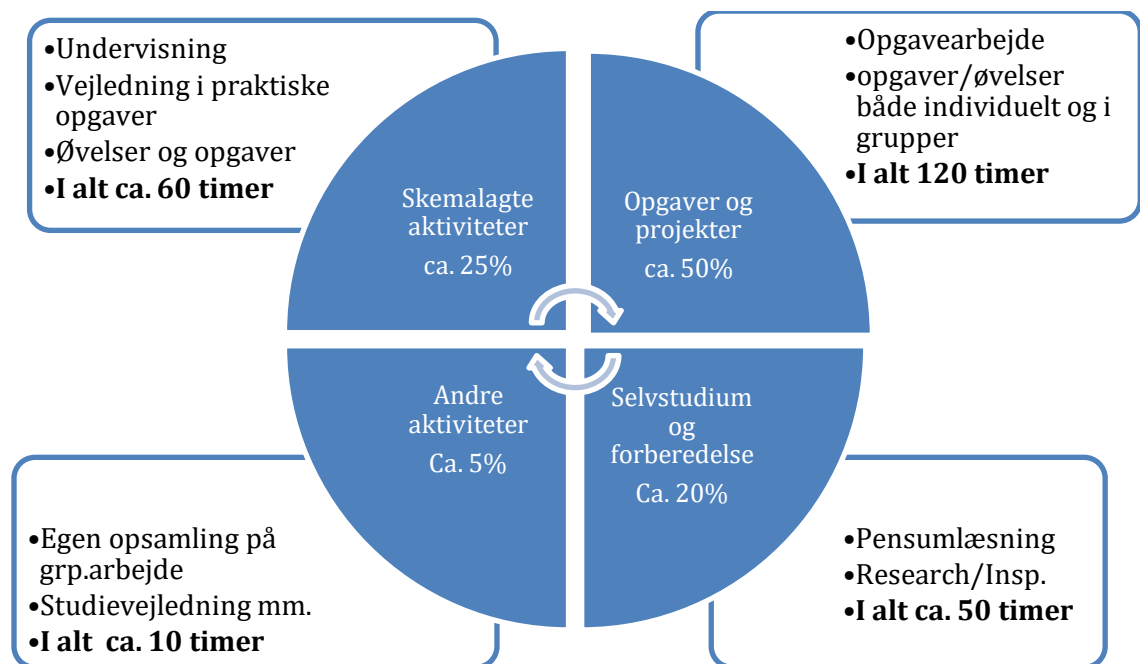 •Undervisning
•Vejledning i praktiske
opgaver
•Øvelser og opgaver
•I alt ca. 60 timer
•Opgavearbejde
•opgaver/øvelser
både individuelt og i
grupper
•I alt 120 timer
Skemalagte
aktiviteter
ca. 25%
Opgaver og
projekter
ca. 50%
Andre
aktiviteter
Ca. 5%
Selvstudium
og
forberedelse
Ca. 20%
•Egen opsamling på
grp.arbejde
•Studievejledning mm.
•I alt ca. 10 timer
•Pensumlæsning
•Research/Insp.
•I alt ca. 50 timer